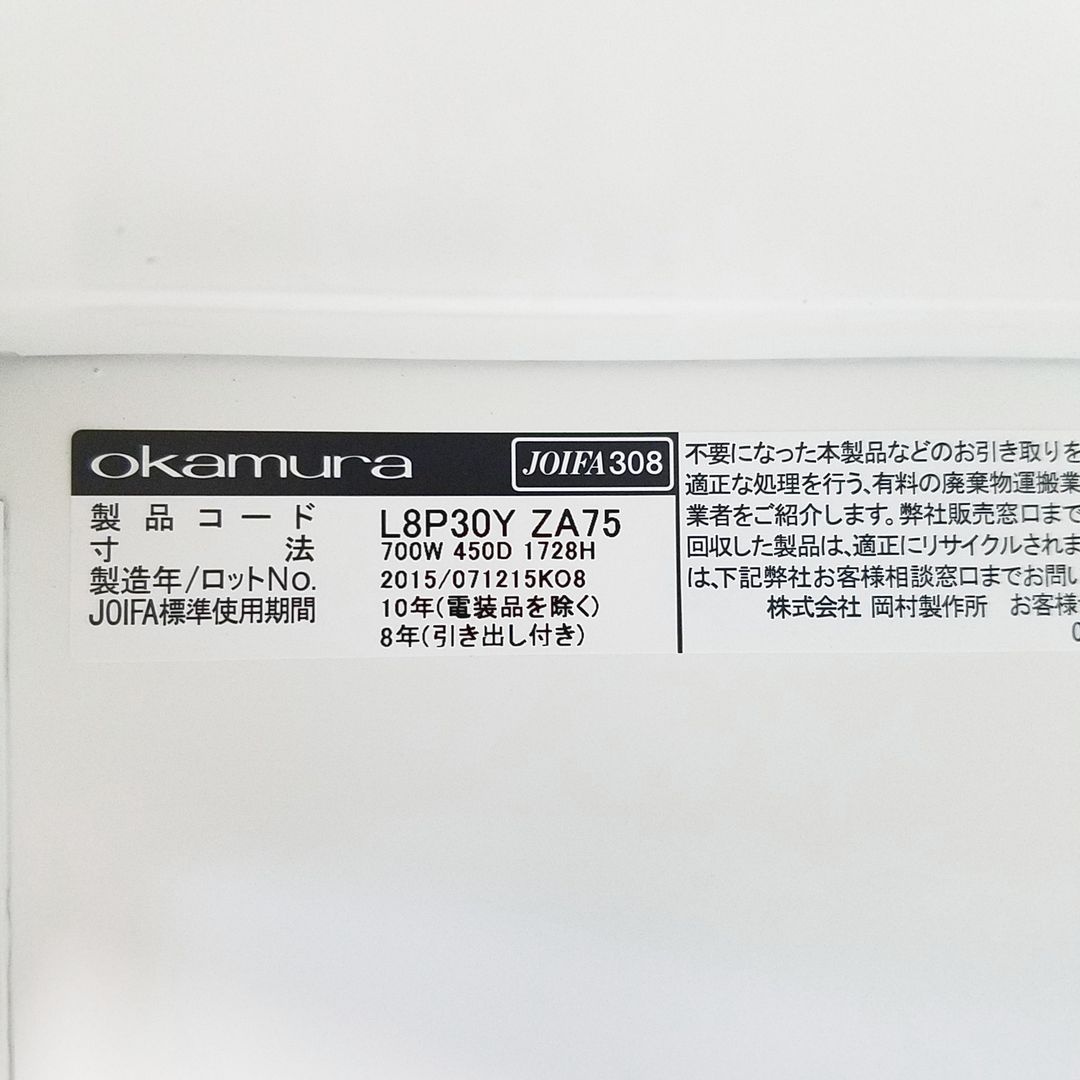 okamura JOIFA308
製品コード L8P30Y ZA75
寸法 700W 450D 1728H
製造年/ロットNo. 2015/071215KO8
JOIFA標準使用期間 10年(電装品を除く)
8年(引き出し付き)
不要になった本製品などのお引き取りを
適正な処理を行う、有料の廃棄物運搬業
業者をご紹介します。弊社販売窓口まで
回収した製品は、適正にリサイクルされま
は、下記弊社お客様相談窓口までお問い
株式会社 岡村製作所 お客様
0